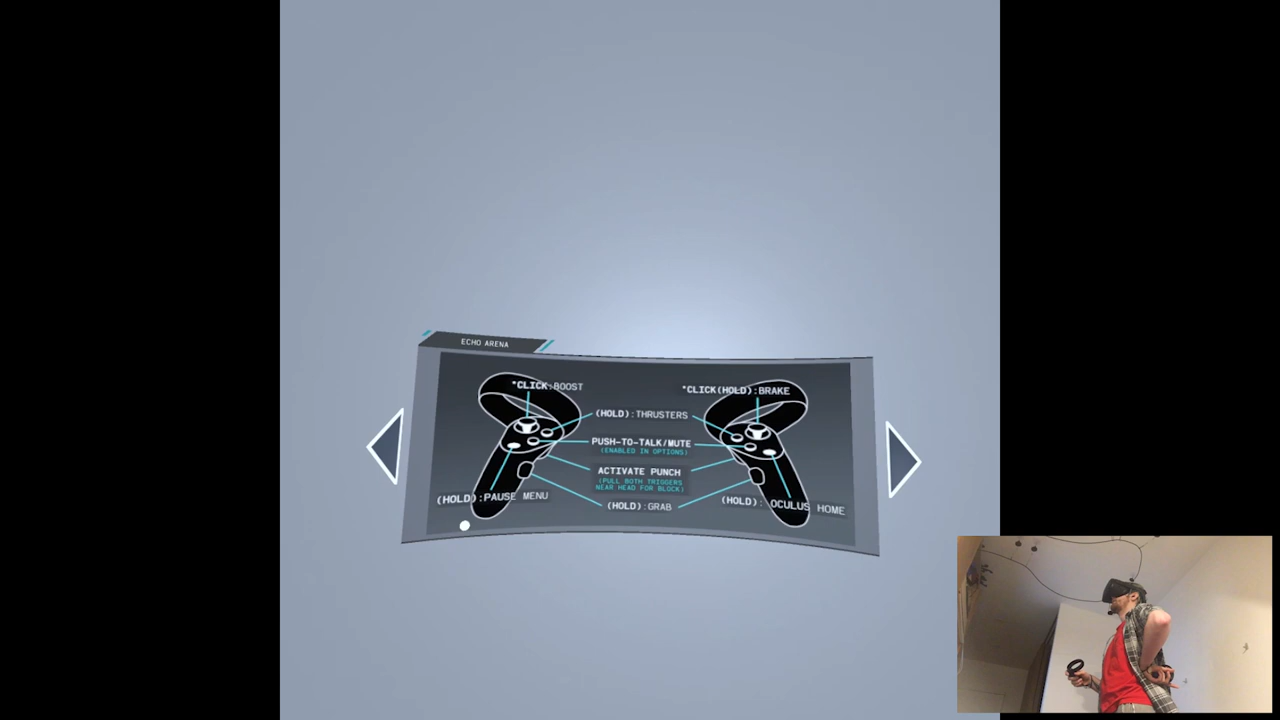 ECHO ARENA
*CLICK:BOOST
*CLICK(HOLD):BRAKE
(HOLD):THRUSTERS
PUSH-TO-TALK/MUTE
(ENABLED IN OPTIONS)
ACTIVATE PUNCH
(PULL BOTH TRIGGERS
NEAR HEAD FOR BLOCK)
(HOLD):PAUSE MENU
(HOLD):GRAB
(HOLD): OCULUS HOME